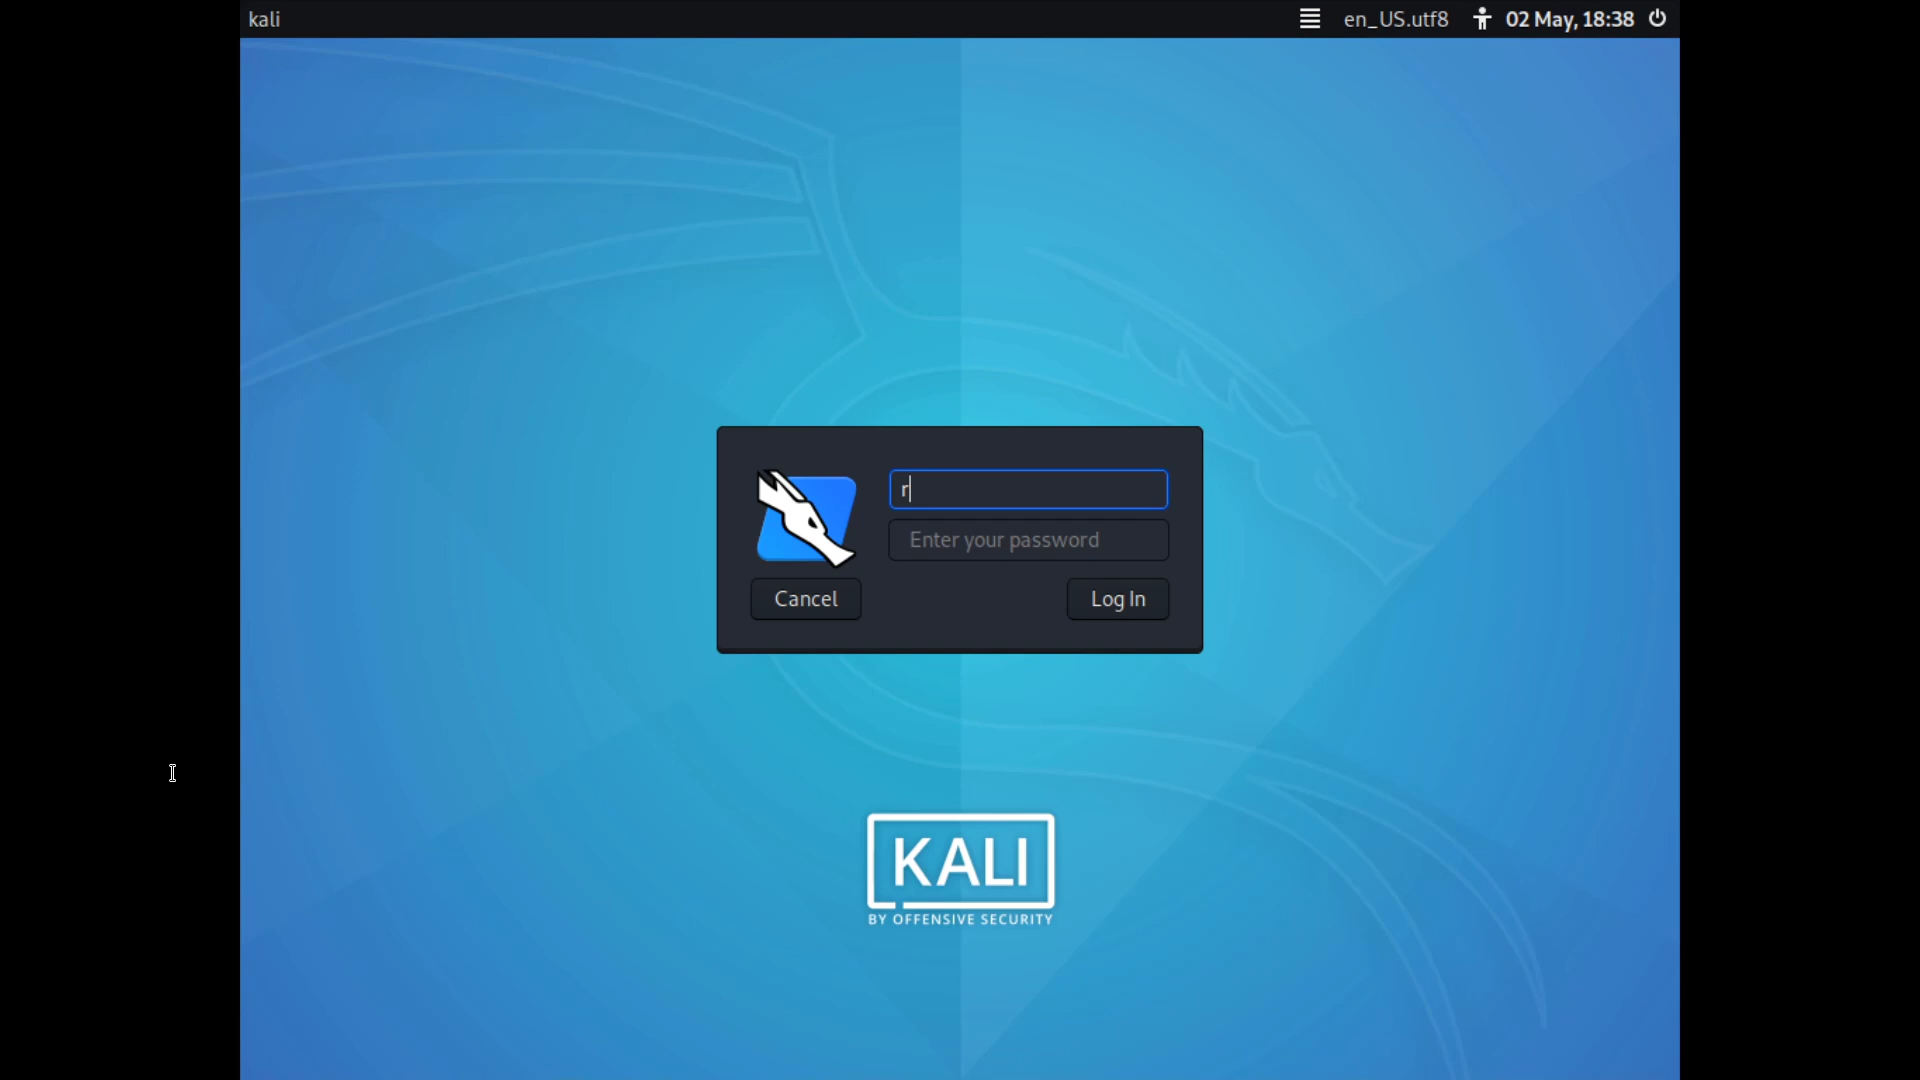 kali
en_US.utf8
02 May, 18:38
r
Enter your password
Cancel
Log In
KALI
BY OFFENSIVE SECURITY